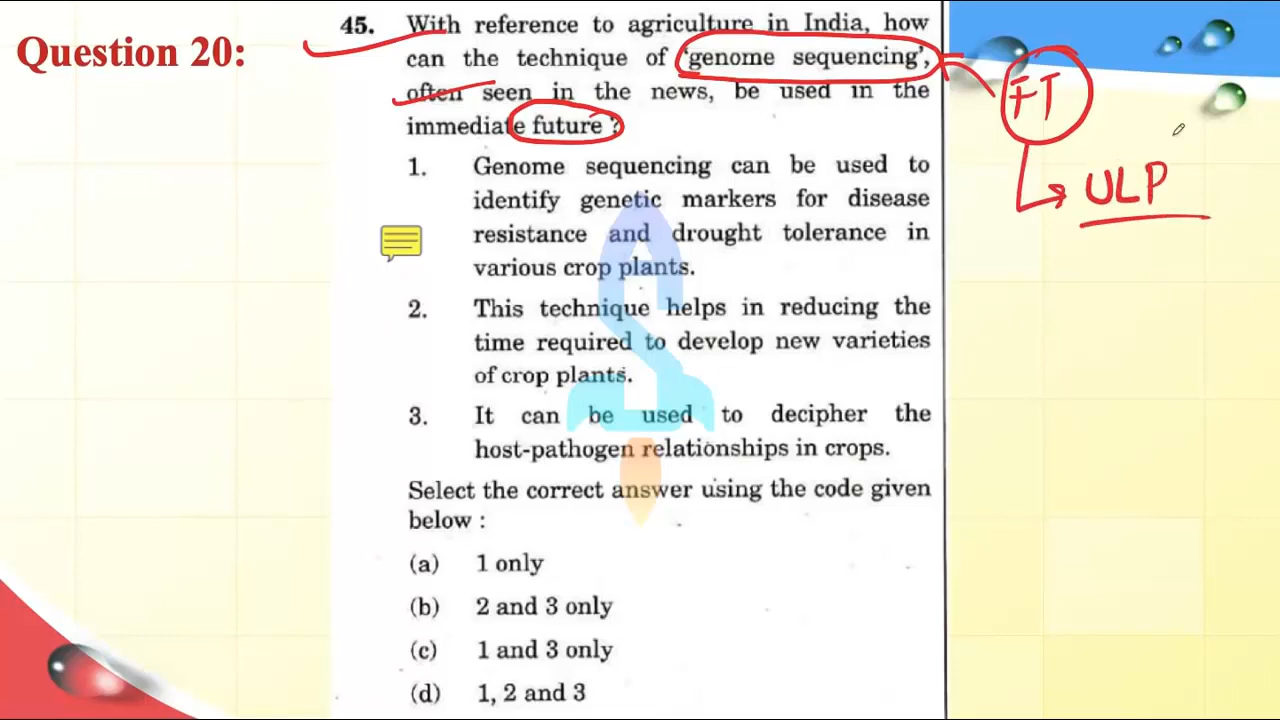 Question 20:
45. With reference to agriculture in India, how
can the technique of 'genome sequencing',
often seen in the news, be used in the
immediate future ?
1. Genome sequencing can be used to
identify genetic markers for disease
resistance and drought tolerance in
various crop plants.
2. This technique helps in reducing the
time required to develop new varieties
of crop plants.
3. It can be used to decipher the
host-pathogen relationships in crops.
Select the correct answer using the code given
below :
(a) 1 only
(b) 2 and 3 only
(c) 1 and 3 only
(d) 1, 2 and 3
FT
ULP